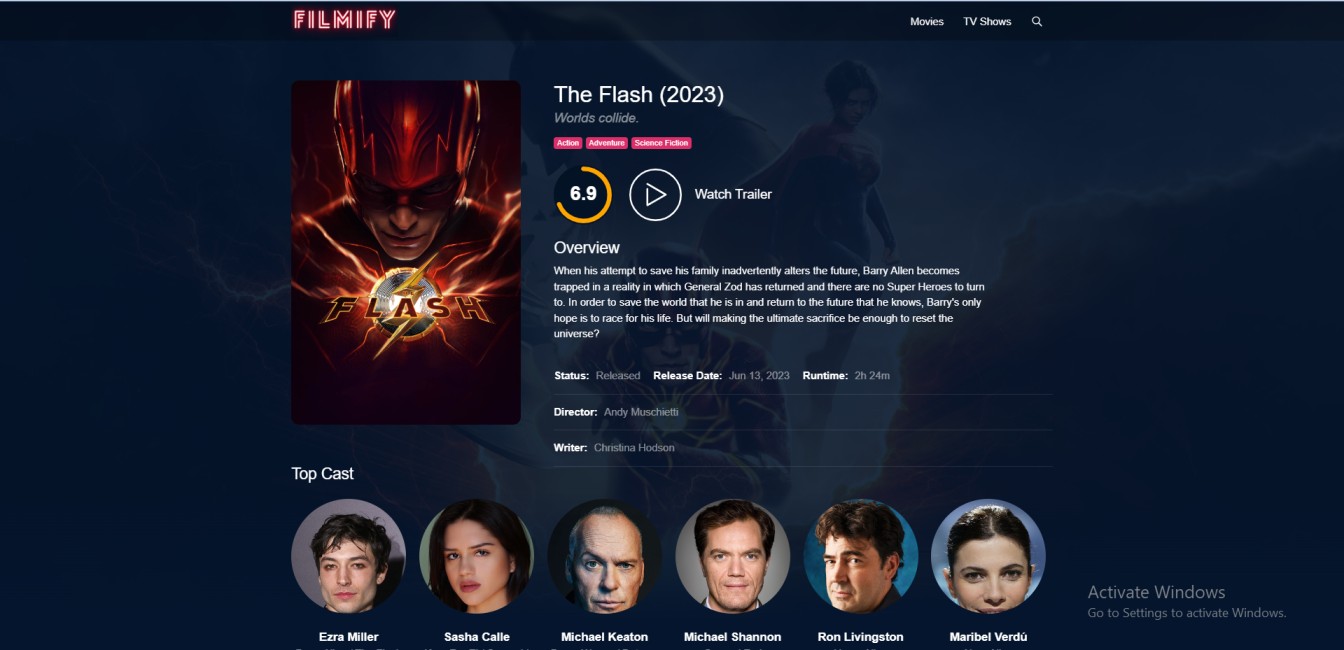 FILMIFY
Movies TV Shows
The Flash (2023)
Worlds collide.
Action Adventure Science Fiction
6.9 Watch Trailer
FLASH
Overview
When his attempt to save his family inadvertently alters the future, Barry Allen becomes
trapped in a reality in which General Zod has returned and there are no Super Heroes to turn
to. In order to save the world that he is in and return to the future that he knows, Barry's only
hope is to race for his life. But will making the ultimate sacrifice be enough to reset the
universe?
Status: Released Release Date: Jun 13, 2023 Runtime: 2h 24m
Director: Andy Muschietti
Writer: Christina Hodson
Top Cast
Ezra Miller Sasha Calle Michael Keaton Michael Shannon Ron Livingston Maribel Verdú
Activate Windows
Go to Settings to activate Windows.